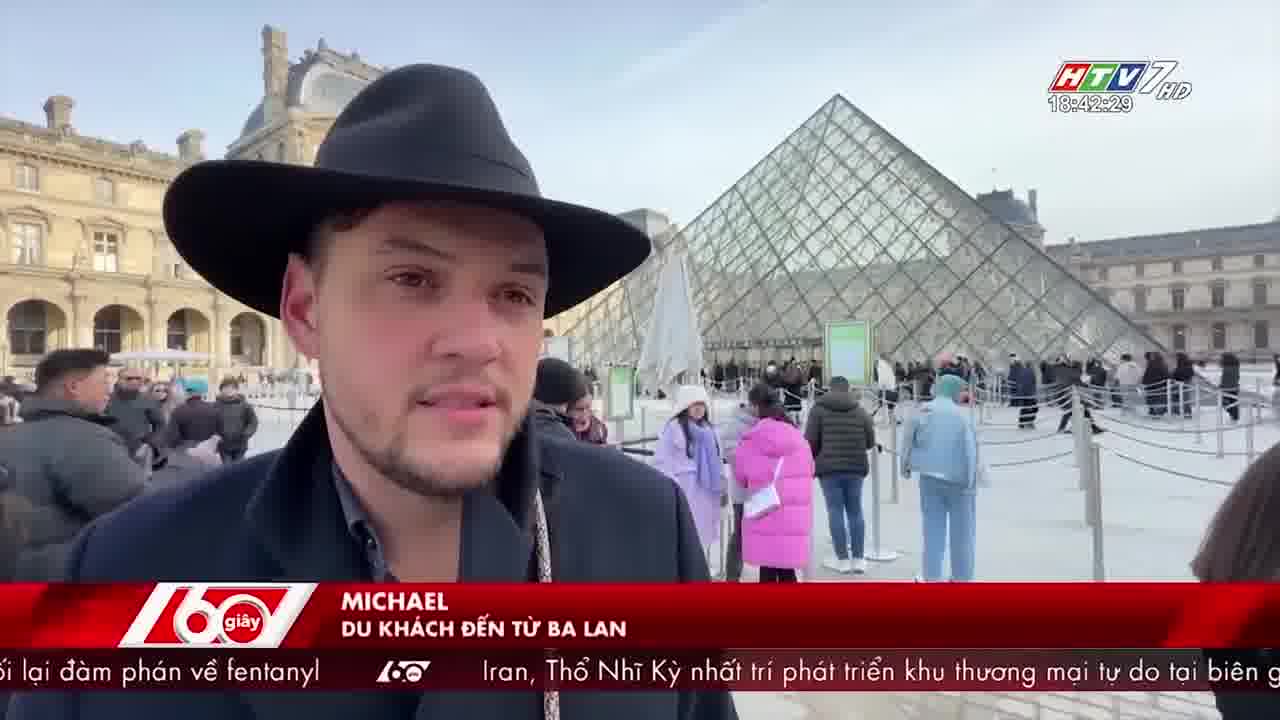 HTV7 HD
18:42:29
60 giây
MICHAEL
DU KHÁCH ĐẾN TỪ BA LAN
lại đàm phán về fentanyl
60 giây
Iran, Thổ Nhĩ Kỳ nhất trí phát triển khu thương mại tự do tại biên